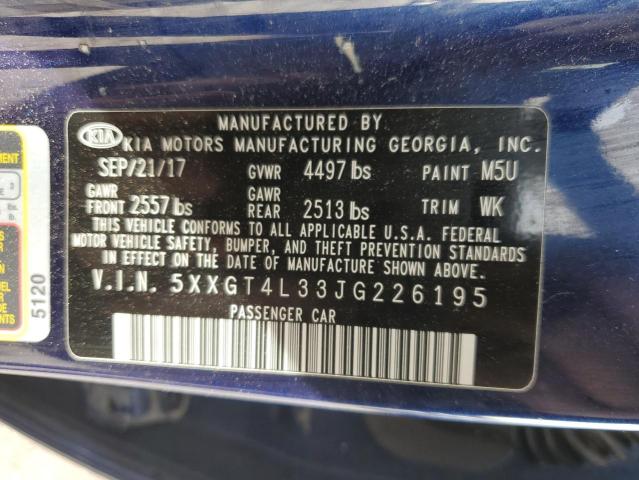 MANUFACTURED BY
KIA KIA MOTORS MANUFACTURING GEORGIA, INC.
SEP/21/17 GVWR 4497 lbs PAINT M5U
GAWR FRONT 2557 lbs GAWR REAR 2513 lbs TRIM WK
THIS VEHICLE CONFORMS TO ALL APPLICABLE U.S.A. FEDERAL
MOTOR VEHICLE SAFETY, BUMPER, AND THEFT PREVENTION STANDARDS
IN EFFECT ON THE DATE OF MANUFACTURE SHOWN ABOVE.
V.I.N. 5XXGT4L33JG226195
PASSENGER CAR
5120